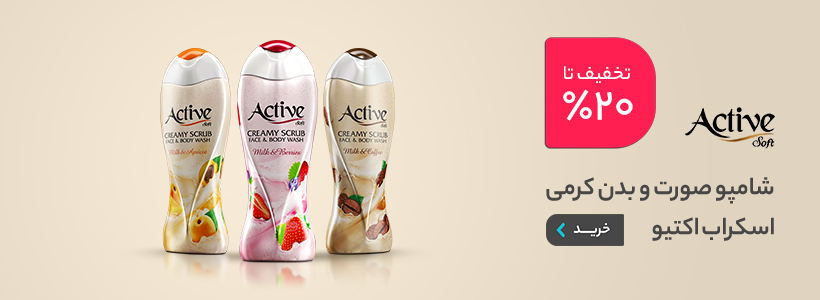 Active
Soft
CREAMY SCRUB
FACE & BODY WASH
Milk & Apricot
Active
Soft
CREAMY SCRUB
FACE & BODY WASH
Milk & Berries
Active
Soft
CREAMY SCRUB
FACE & BODY WASH
Milk & Coffee
تخفیف تا
%۲۰
Active
Soft
شامپو صورت و بدن کرمی
اسکراب اکتیو
خرید